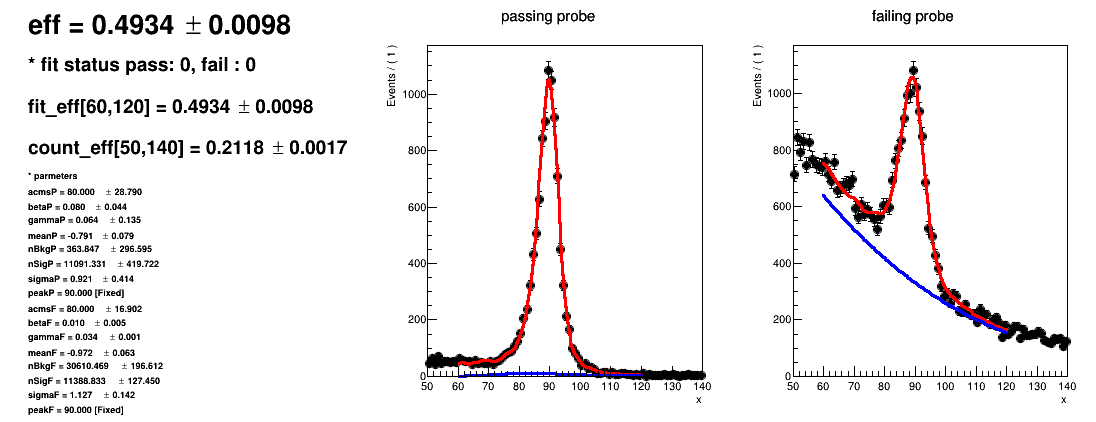 eff = 0.4934 ± 0.0098
* fit status pass: 0, fail : 0
fit_eff[60,120] = 0.4934 ± 0.0098
count_eff[50,140] = 0.2118 ± 0.0017
* parmeters
acmsP = 80.000 ± 28.790
betaP = 0.080 ± 0.044
gammaP = 0.064 ± 0.135
meanP = -0.791 ± 0.079
nBkgP = 363.847 ± 296.595
nSigP = 11091.331 ± 419.722
sigmaP = 0.921 ± 0.414
peakP = 90.000 [Fixed]
acmsF = 80.000 ± 16.902
betaF = 0.010 ± 0.005
gammaF = 0.034 ± 0.001
meanF = -0.972 ± 0.063
nBkgF = 30610.469 ± 196.612
nSigF = 11388.833 ± 127.450
sigmaF = 1.127 ± 0.142
peakF = 90.000 [Fixed]
passing probe
Events / ( 1 )
1000
800
600
400
200
0
50 60 70 80 90 100 110 120 130 140
x
failing probe
Events / ( 1 )
1000
800
600
400
200
0
50 60 70 80 90 100 110 120 130 140
x